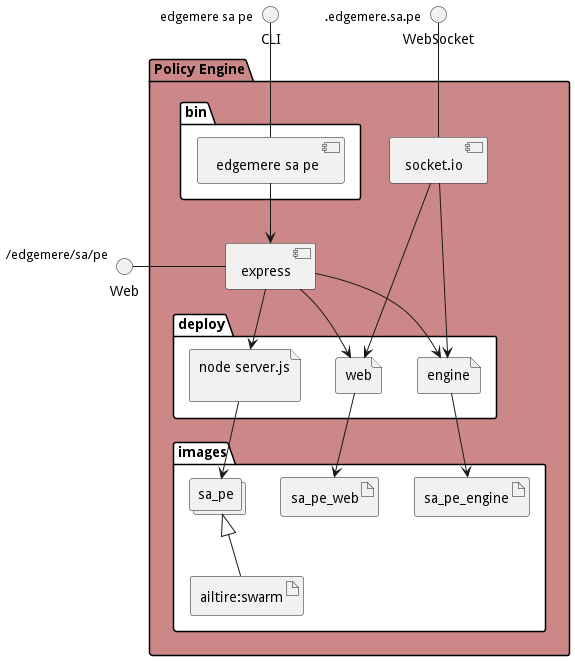 edgemere sa pe
CLI
.edgemere.sa.pe
WebSocket
Policy Engine
bin
edgemere sa pe
socket.io
/edgemere/sa/pe
Web
express
deploy
node server.js
web
engine
images
sa_pe
sa_pe_web
sa_pe_engine
ailtire:swarm